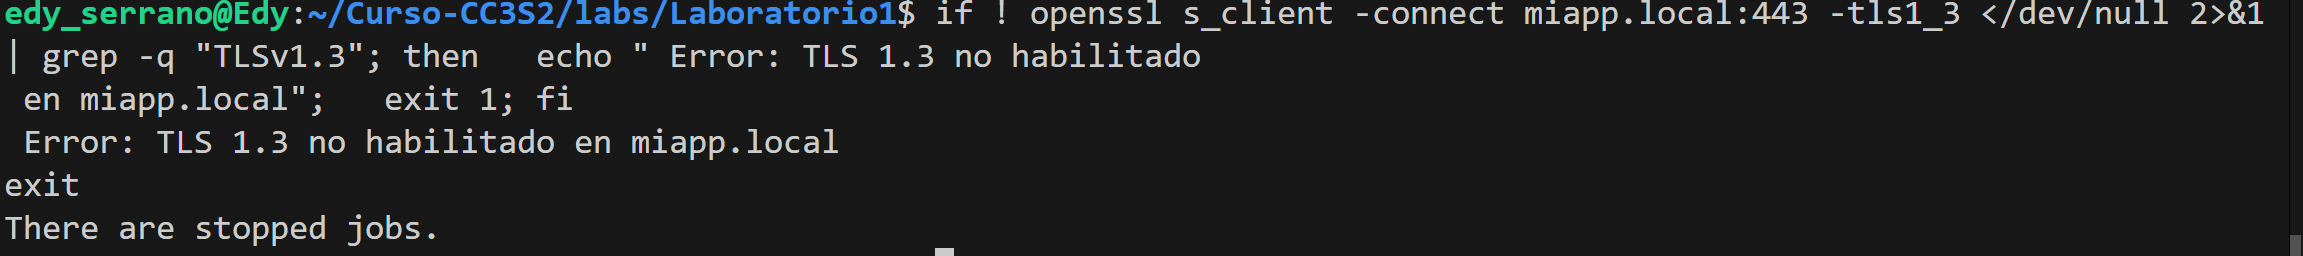 edy_serrano@Edy:~/Curso-CC3S2/labs/Laboratorio1$ if ! openssl s_client -connect miapp.local:443 -tls1_3 </dev/null 2>&1
| grep -q "TLSv1.3"; then   echo " Error: TLS 1.3 no habilitado
 en miapp.local";   exit 1; fi
 Error: TLS 1.3 no habilitado en miapp.local
exit
There are stopped jobs.